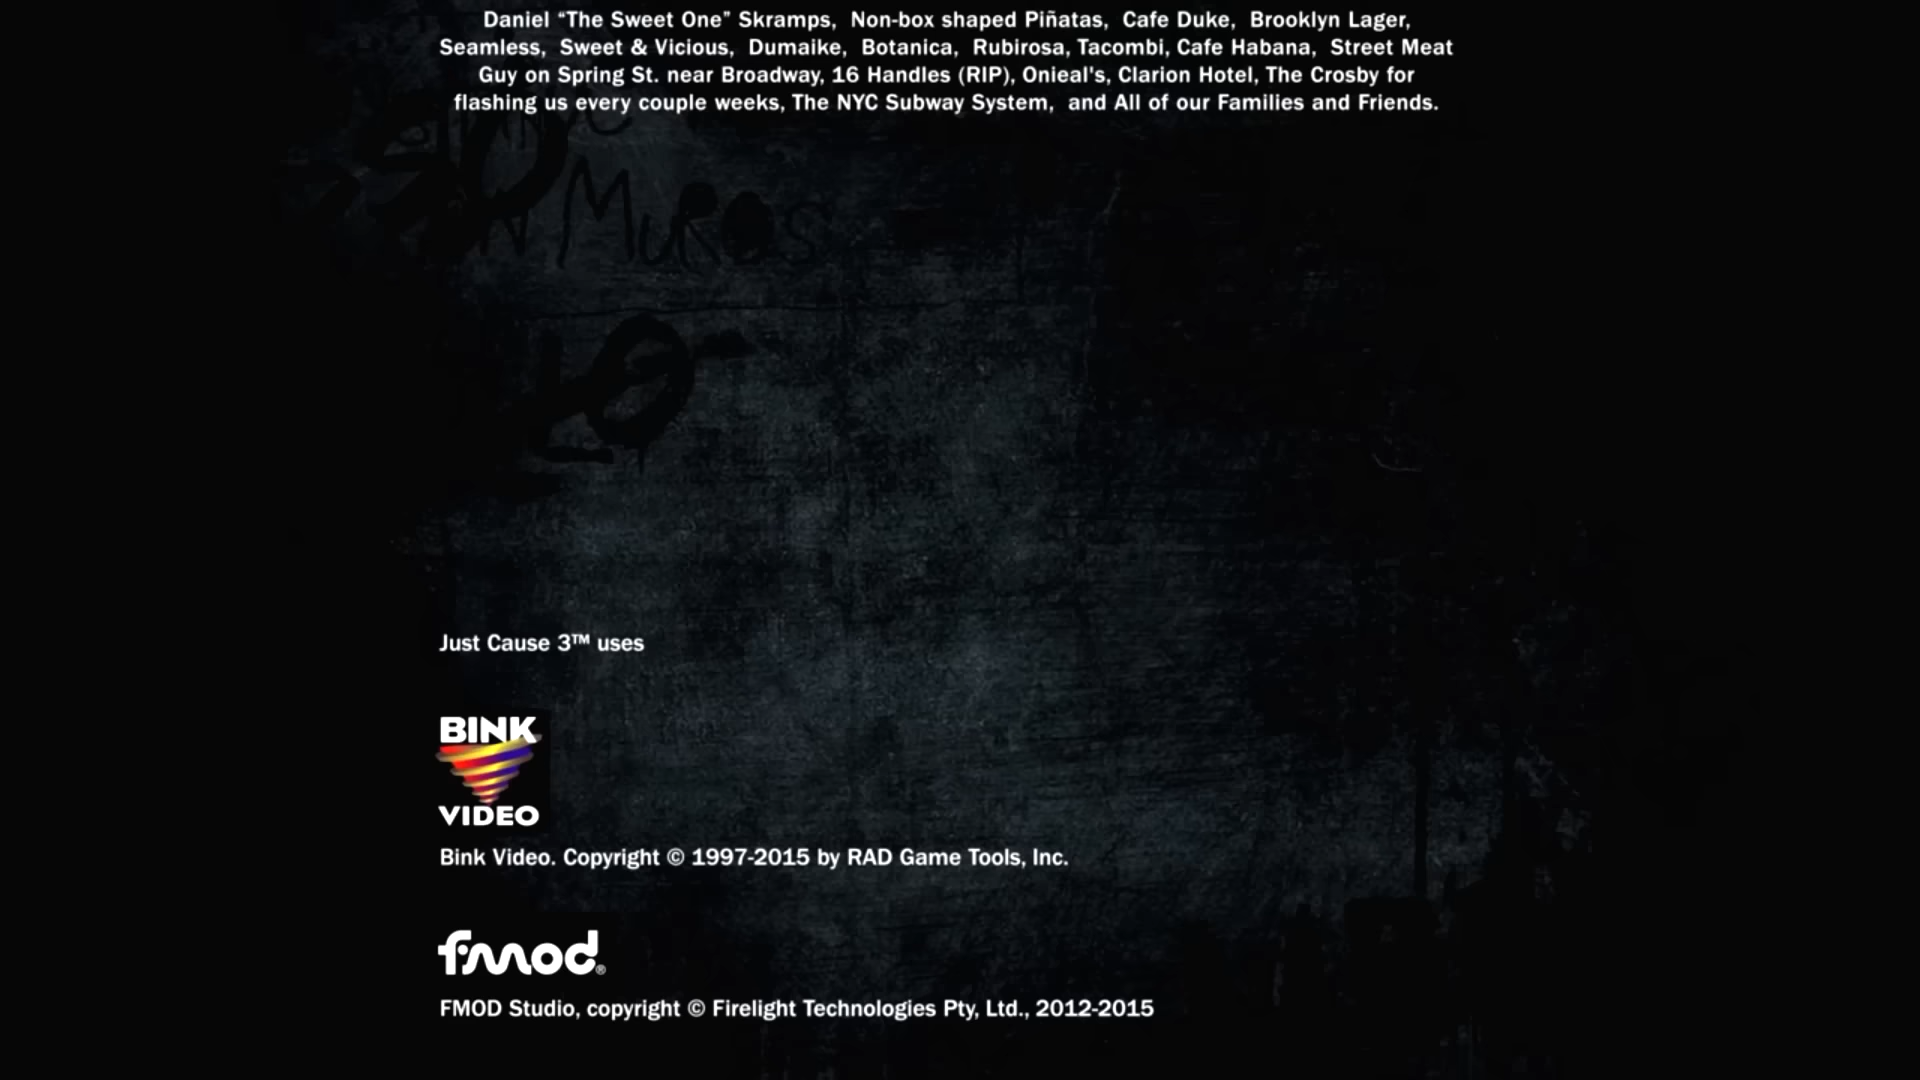 Daniel “The Sweet One” Skramps, Non-box shaped Piñatas, Cafe Duke, Brooklyn Lager,
Seamless, Sweet & Vicious, Dumaike, Botanica, Rubirosa, Tacombi, Cafe Habana, Street Meat
Guy on Spring St. near Broadway, 16 Handles (RIP), Onieal's, Clarion Hotel, The Crosby for
flashing us every couple weeks, The NYC Subway System, and All of our Families and Friends.
MuROS
Just Cause 3™ uses
BINK
VIDEO
Bink Video. Copyright © 1997-2015 by RAD Game Tools, Inc.
fmod®
FMOD Studio, copyright © Firelight Technologies Pty, Ltd., 2012-2015